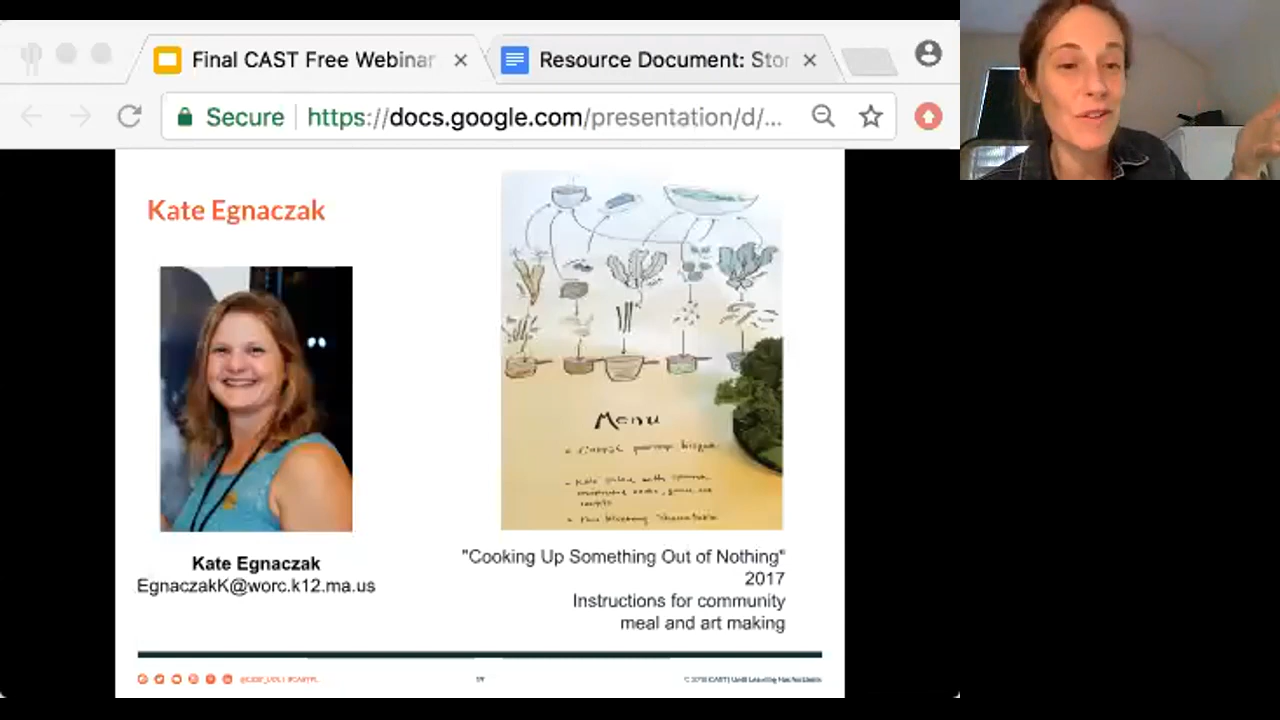 Final CAST Free Webinar
Resource Document: Stor
Secure
https://docs.google.com/presentation/d/...
Kate Egnaczak
Menu
Kate Egnaczak
EgnaczakK@worc.k12.ma.us
"Cooking Up Something Out of Nothing"
2017
Instructions for community
meal and art making